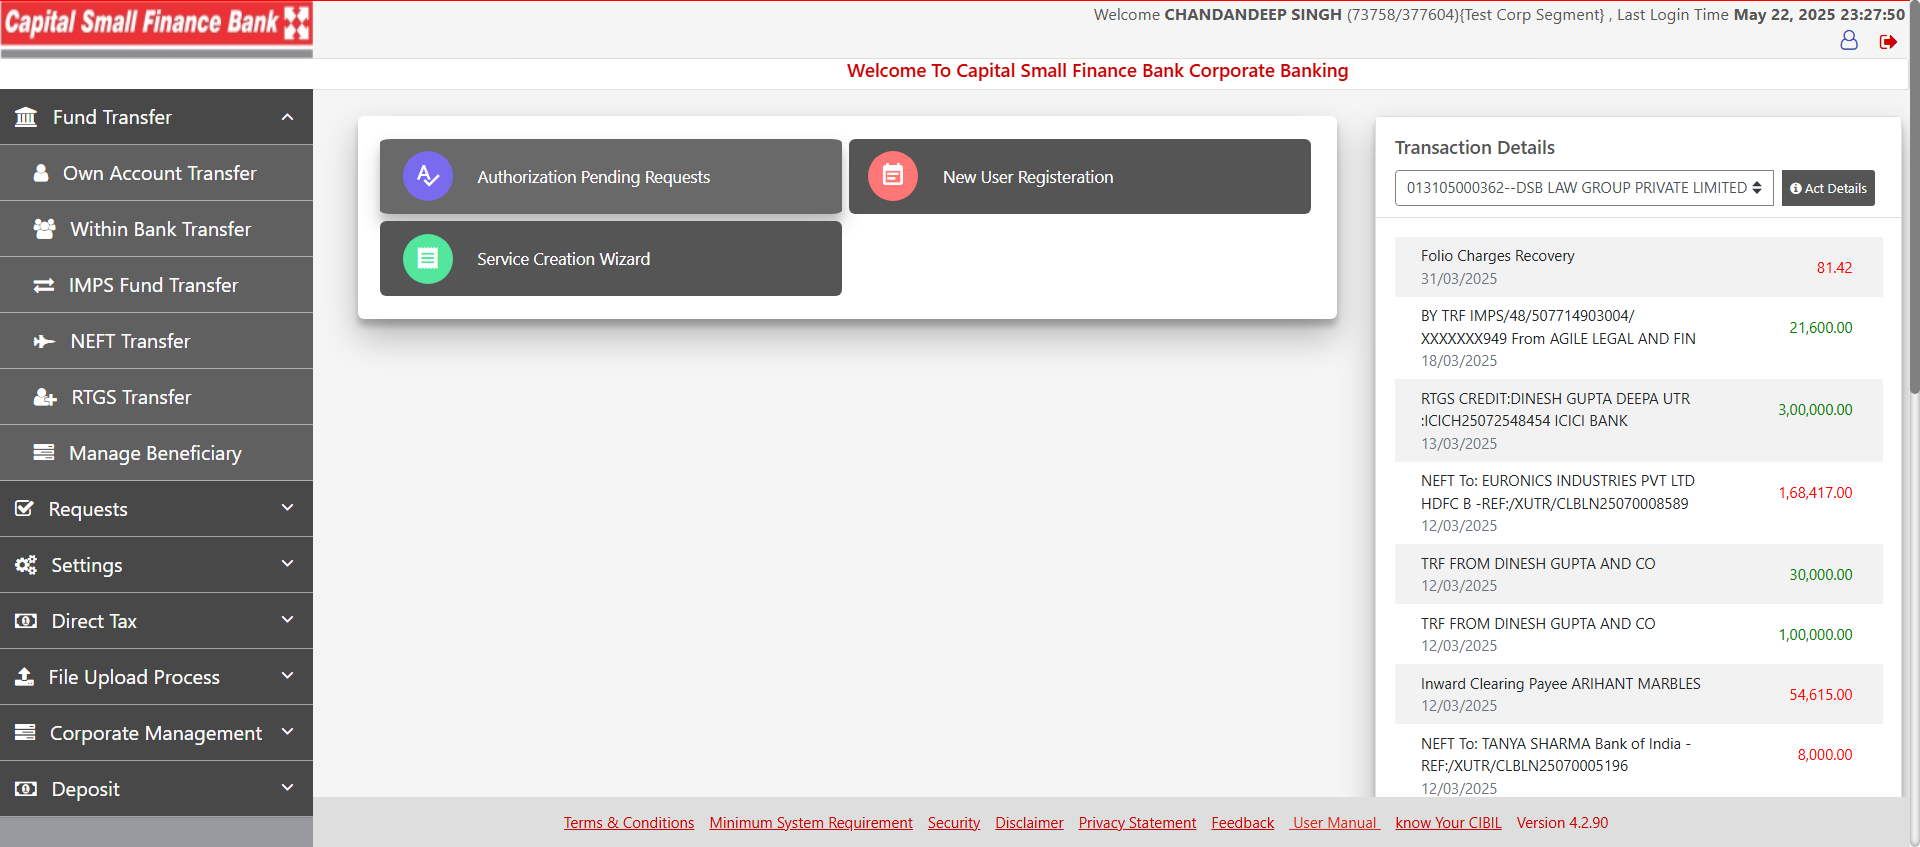 Capital Small Finance Bank
Welcome CHANDANDEEP SINGH (73758/377604){Test Corp Segment} , Last Login Time May 22, 2025 23:27:50
Welcome To Capital Small Finance Bank Corporate Banking
Fund Transfer
Own Account Transfer
Within Bank Transfer
IMPS Fund Transfer
NEFT Transfer
RTGS Transfer
Manage Beneficiary
Requests
Settings
Direct Tax
File Upload Process
Corporate Management
Deposit
Authorization Pending Requests
New User Registeration
Service Creation Wizard
Transaction Details
013105000362--DSB LAW GROUP PRIVATE LIMITED
Act Details
Folio Charges Recovery
31/03/2025
81.42
BY TRF IMPS/48/507714903004/
XXXXXXX949 From AGILE LEGAL AND FIN
18/03/2025
21,600.00
RTGS CREDIT:DINESH GUPTA DEEPA UTR
:ICICH25072548454 ICICI BANK
13/03/2025
3,00,000.00
NEFT To: EURONICS INDUSTRIES PVT LTD
HDFC B -REF:/XUTR/CLBLN25070008589
12/03/2025
1,68,417.00
TRF FROM DINESH GUPTA AND CO
12/03/2025
30,000.00
TRF FROM DINESH GUPTA AND CO
12/03/2025
1,00,000.00
Inward Clearing Payee ARIHANT MARBLES
12/03/2025
54,615.00
NEFT To: TANYA SHARMA Bank of India -
REF:/XUTR/CLBLN25070005196
12/03/2025
8,000.00
Terms & Conditions Minimum System Requirement Security Disclaimer Privacy Statement Feedback User Manual know Your CIBIL Version 4.2.90